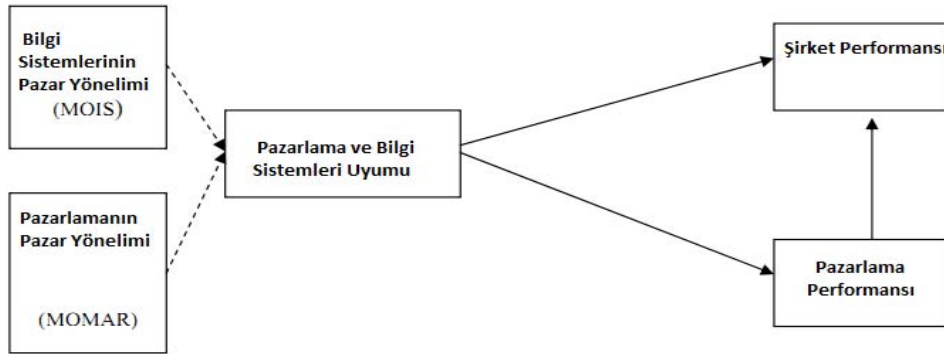 Bilgi
Sistemlerinin
Pazar Yönelimi
(MOIS)
Pazarlamanın
Pazar Yönelimi
(MOMAR)
Pazarlama ve Bilgi
Sistemleri Uyumu
Şirket Performansı
Pazarlama
Performansı